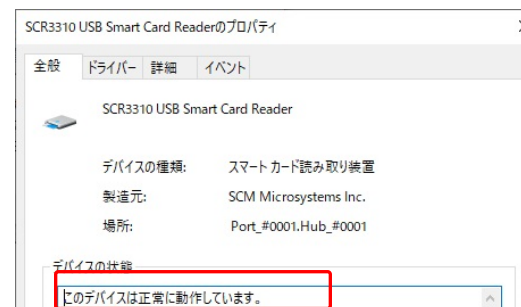 SCR3310 USB Smart Card Readerのプロパティ
全般 ドライバー 詳細 イベント
SCR3310 USB Smart Card Reader
デバイスの種類: スマート カード読み取り装置
製造元: SCM Microsystems Inc.
場所: Port_#0001.Hub_#0001
デバイスの状態
このデバイスは正常に動作しています。